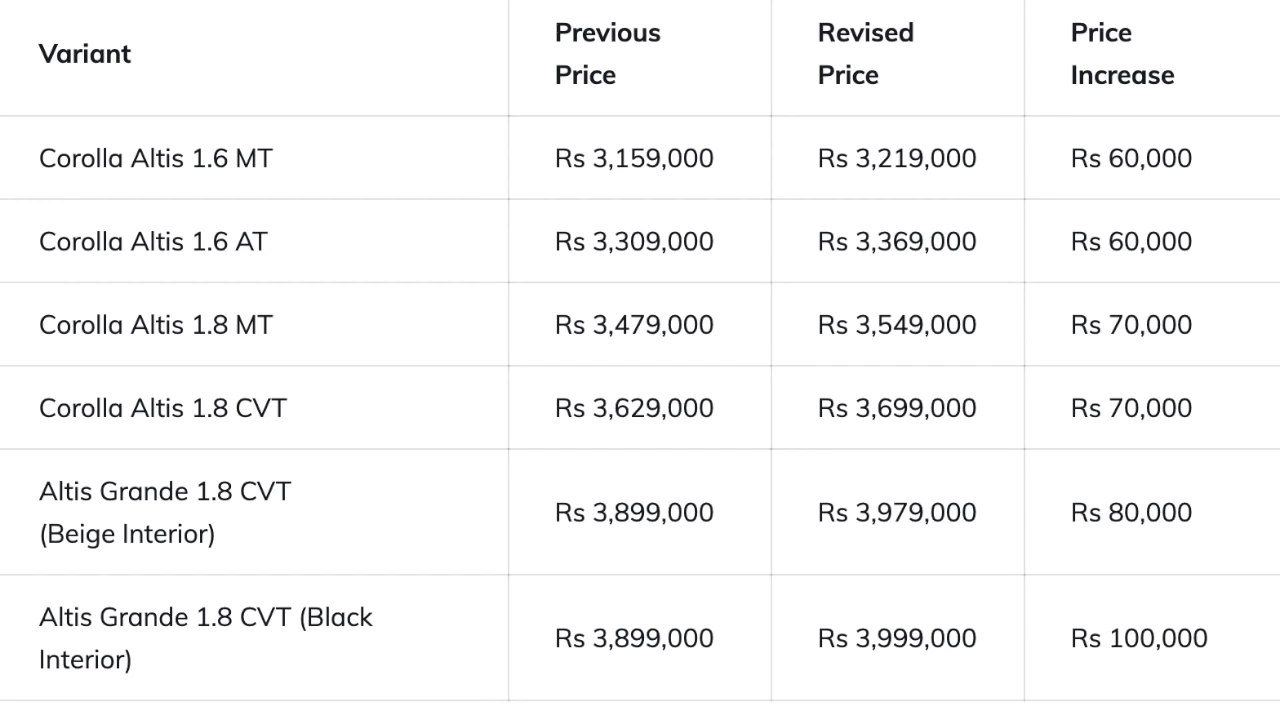 Variant Previous Price Revised Price Price Increase
Corolla Altis 1.6 MT Rs 3,159,000 Rs 3,219,000 Rs 60,000
Corolla Altis 1.6 AT Rs 3,309,000 Rs 3,369,000 Rs 60,000
Corolla Altis 1.8 MT Rs 3,479,000 Rs 3,549,000 Rs 70,000
Corolla Altis 1.8 CVT Rs 3,629,000 Rs 3,699,000 Rs 70,000
Altis Grande 1.8 CVT
(Beige Interior) Rs 3,899,000 Rs 3,979,000 Rs 80,000
Altis Grande 1.8 CVT (Black
Interior) Rs 3,899,000 Rs 3,999,000 Rs 100,000